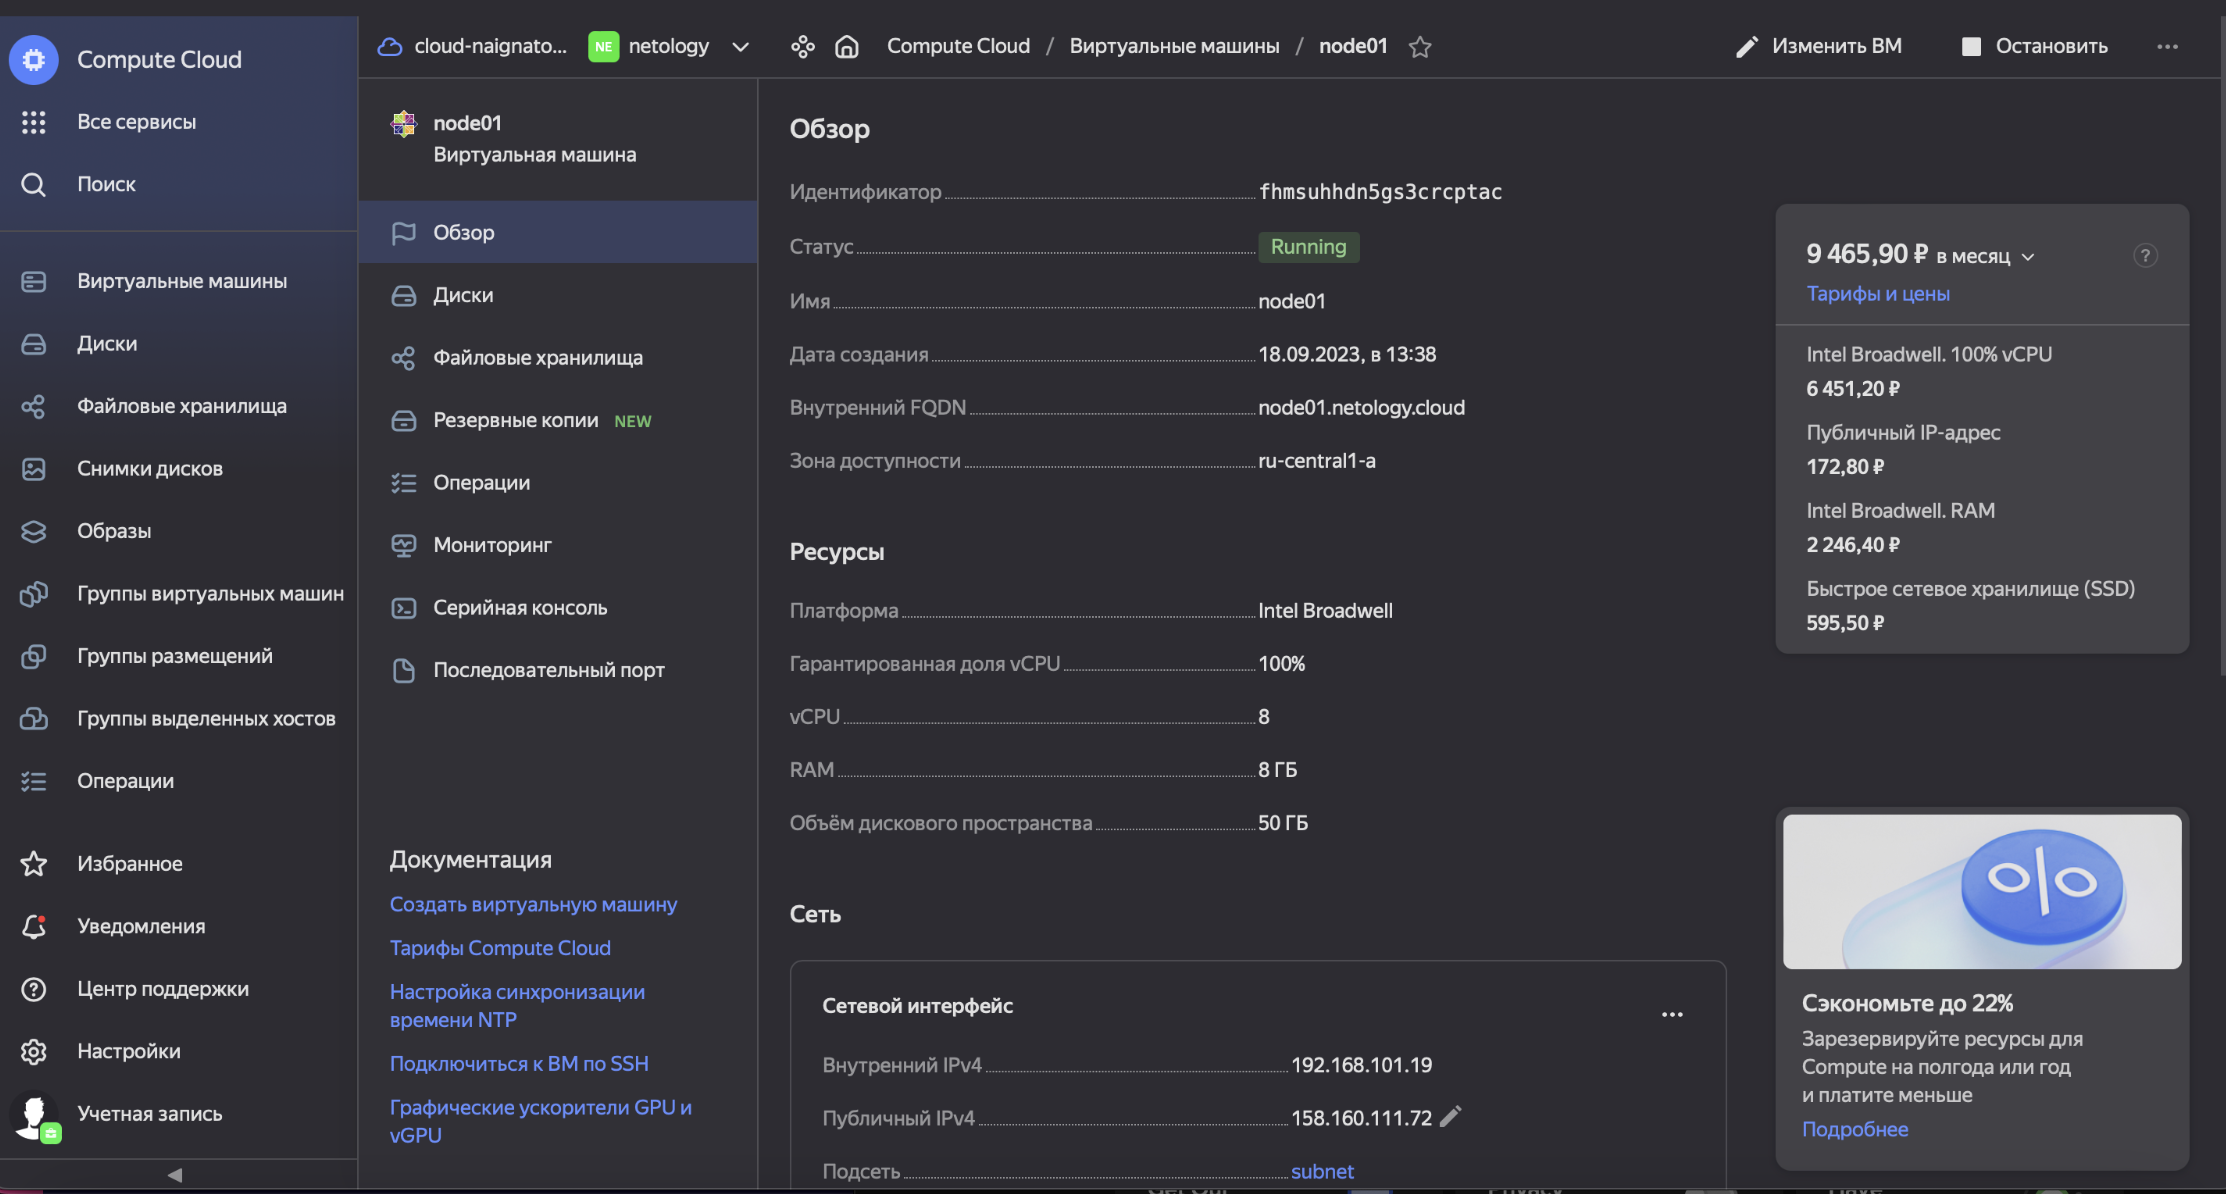 Compute Cloud
Все сервисы
Поиск
Виртуальные машины
Диски
Файловые хранилища
Снимки дисков
Образы
Группы виртуальных машин
Группы размещений
Группы выделенных хостов
Операции
Избранное
Уведомления
Центр поддержки
Настройки
Учетная запись
cloud-naignato...
NE netology
Compute Cloud / Виртуальные машины / node01
Изменить ВМ
Остановить
node01
Виртуальная машина
Обзор
Диски
Файловые хранилища
Резервные копии NEW
Операции
Мониторинг
Серийная консоль
Последовательный порт
Документация
Создать виртуальную машину
Тарифы Compute Cloud
Настройка синхронизации
времени NTP
Подключиться к ВМ по SSH
Графические ускорители GPU и
vGPU
Обзор
Идентификатор fhmsuhhdn5gs3crcptac
Статус Running
Имя node01
Дата создания 18.09.2023, в 13:38
Внутренний FQDN node01.netology.cloud
Зона доступности ru-central1-a
Ресурсы
Платформа Intel Broadwell
Гарантированная доля vCPU 100%
vCPU 8
RAM 8 ГБ
Объём дискового пространства 50 ГБ
Сеть
Сетевой интерфейс
Внутренний IPv4 192.168.101.19
Публичный IPv4 158.160.111.72
Подсеть subnet
9 465,90 ₽ в месяц
?
Тарифы и цены
Intel Broadwell. 100% vCPU
6 451,20 ₽
Публичный IP-адрес
172,80 ₽
Intel Broadwell. RAM
2 246,40 ₽
Быстрое сетевое хранилище (SSD)
595,50 ₽
%
Сэкономьте до 22%
Зарезервируйте ресурсы для
Compute на полгода или год
и платите меньше
Подробнее